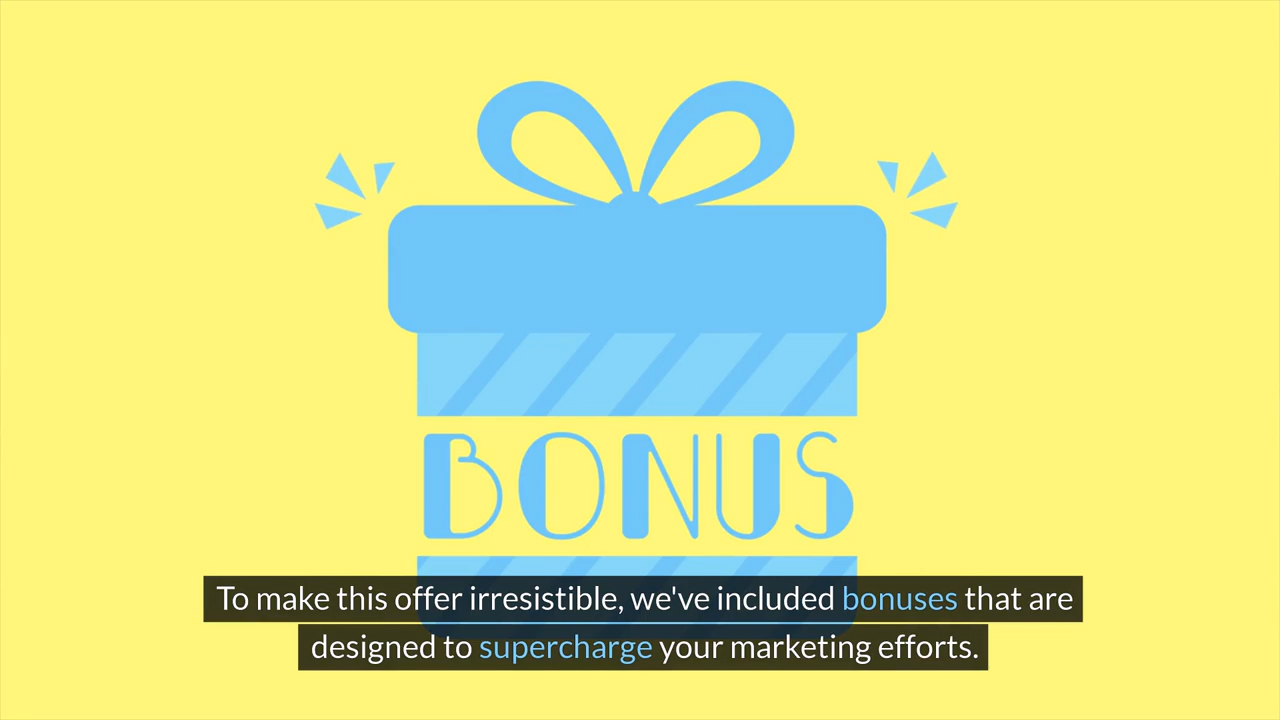 BONUS
To make this offer irresistible, we've included bonuses that are
designed to supercharge your marketing efforts.